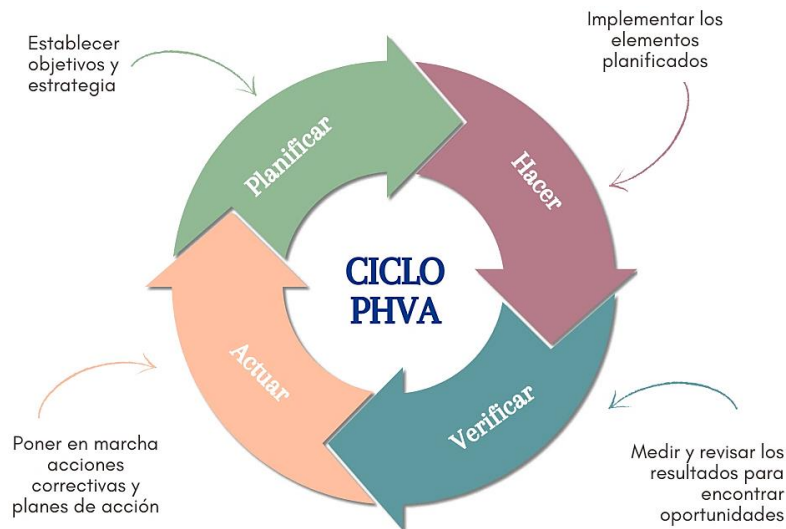 Establecer
objetivos y
estrategia
Implementar los
elementos
planificados
Planificar
Hacer
CICLO
PHVA
Actuar
Verificar
Poner en marcha
acciones
correctivas y
planes de acción
Medir y revisar los
resultados para
encontrar
oportunidades